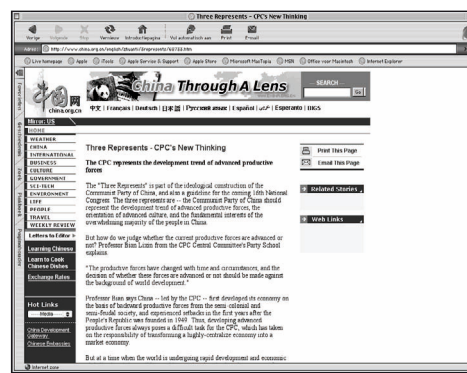 Three Represents - CPC's New Thinking
Vorige
Volgende
Stop
Vernieuw
Introductiepagina
Vul automatisch aan
Print
E-mail
Live homepage Apple iTools Apple Service & Support Apple Store Microsoft MacTopia MSN Office voor Macintosh Internet Explorer
中国网
china.org.cn
China Through A Lens
SEARCH
Go
中文 | Francais | Deutsch | 日本語 | Русский язык | Español | عربي | Esperanto | BIG5
Mirror: US
HOME
WEATHER
CHINA
INTERNATIONAL
BUSINESS
CULTURE
GOVERNMENT
SCI-TECH
ENVIRONMENT
LIFE
PEOPLE
TRAVEL
WEEKLY REVIEW
Letters to Editor
Learning Chinese
Learn to Cook
Chinese Dishes
Exchange Rates
Hot Links
Media
China Development
Gateway
Chinese Embassies
Three Represents - CPC's New Thinking
The CPC represents the development trend of advanced productive
forces
The "Three Represents" is part of the ideological construction of the
Communist Party of China, and also a guideline for the coming 16th National
Congress. The three represents are -- the Communist Party of China should
represent the development trend of advanced productive forces, the
orientation of advanced culture, and the fundamental interests of the
overwhelming majority of the people in China.
But how do we judge whether the current productive forces are advanced or
not? Professor Bian Lixin from the CPC Central Committee's Party School
explains.
"The productive forces have changed with time and circumstances, and the
decision of whether these forces are advanced or not should be made against
the background of world development."
Professor Bian says China -- led by the CPC -- first developed its economy on
the basis of backward productive forces from the semi-colonial and
semi-feudal society, and experienced setbacks in the first years after the
People's Republic was founded in 1949. Thus, developing advanced
productive forces always poses a difficult task for the CPC, which has taken
on the responsibility of transforming a highly-centralize economy into a
market economy.
But at a time when the world is undergoing rapid development and economic
Print This Page
Email This Page
Related Stories
Web Links
Internet zone